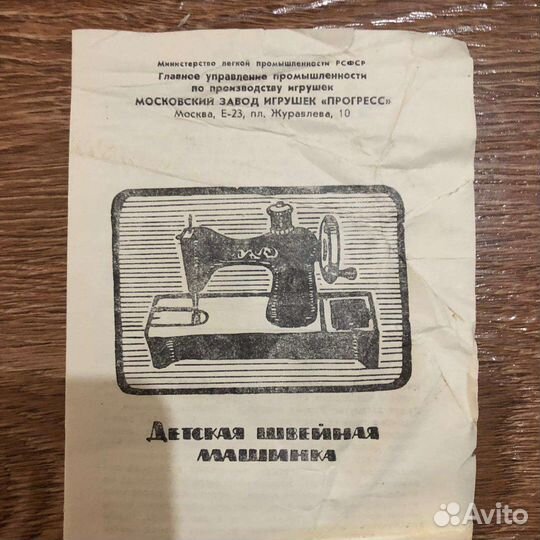 Министерство легкой промышленности РСФСР
Главное управление промышленности
по производству игрушек
МОСКОВСКИЙ ЗАВОД ИГРУШЕК «ПРОГРЕСС»
Москва, Е-23, пл. Журавлева, 10
ДЕТСКАЯ ШВЕЙНАЯ
МАШИНКА
Avito